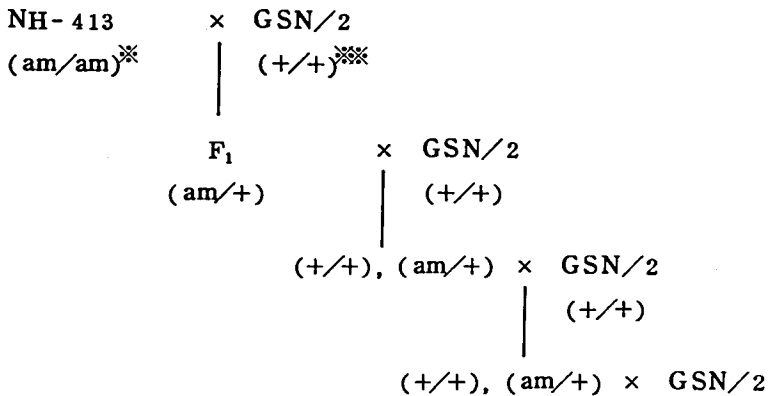 NH-413 × GSN/2
(am/am)※ (+/+)※※
F₁ × GSN/2
(am/+) (+/+)
(+/+), (am/+) × GSN/2
(+/+)
(+/+), (am/+) × GSN/2